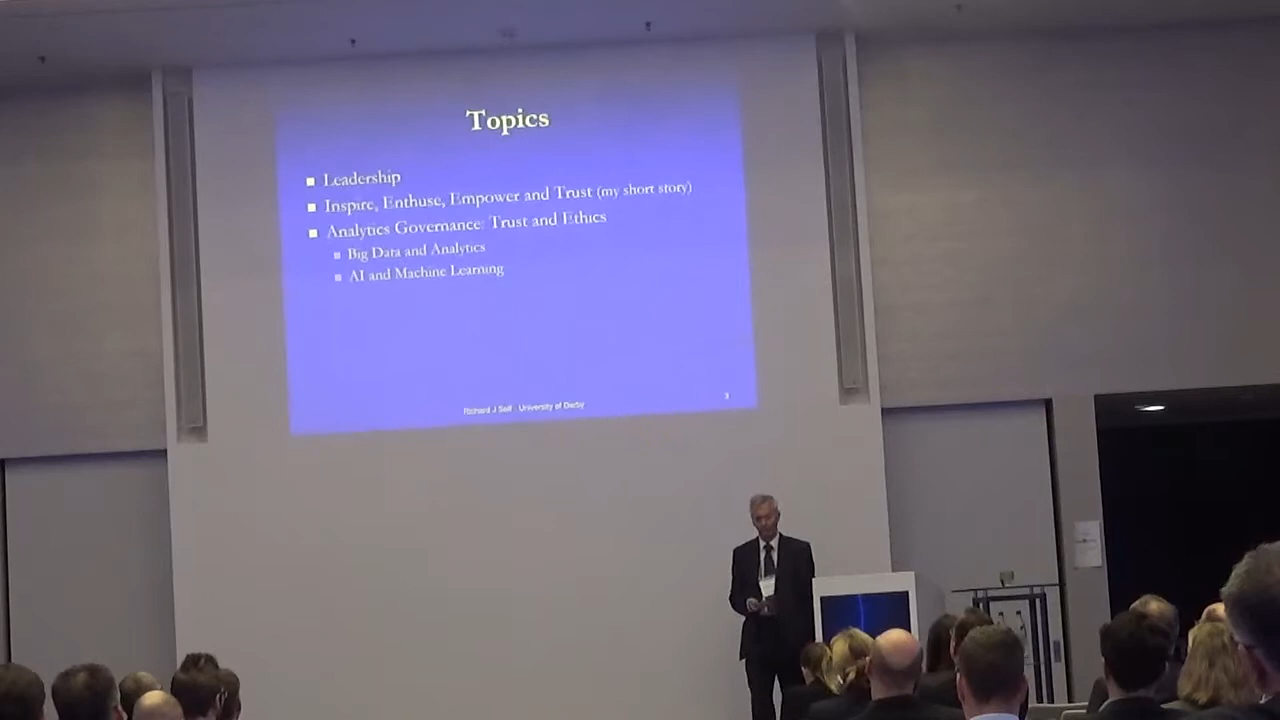 Topics
Leadership
Inspire, Enthuse, Empower and Trust (my short story)
Analytics Governance: Trust and Ethics
Big Data and Analytics
AI and Machine Learning
Richard J Self - University of Derby
3